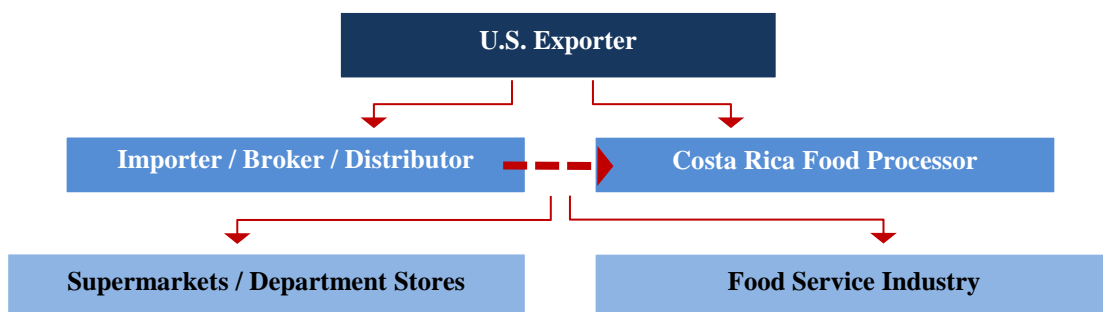 U.S. Exporter
Importer / Broker / Distributor
Costa Rica Food Processor
Supermarkets / Department Stores
Food Service Industry